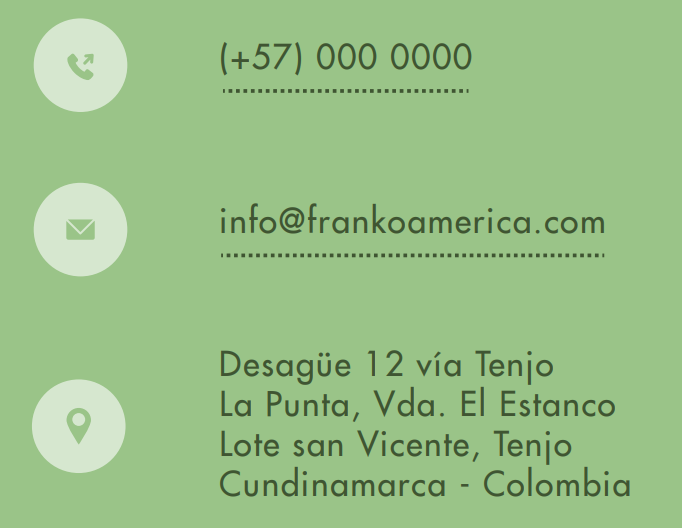 (+57) 000 0000
info@frankoamerica.com
Desagüe 12 vía Tenjo
La Punta, Vda. El Estanco
Lote san Vicente, Tenjo
Cundinamarca - Colombia